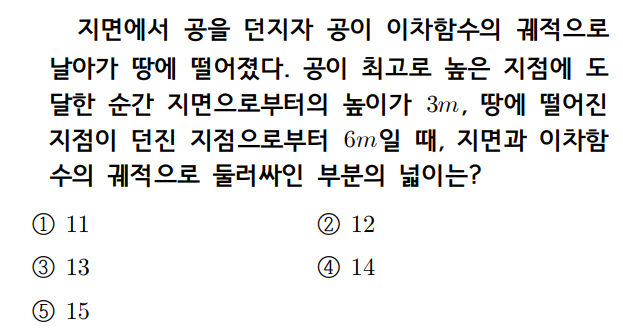 지면에서 공을 던지자 공이 이차함수의 궤적으로
날아가 땅에 떨어졌다. 공이 최고로 높은 지점에 도
달한 순간 지면으로부터의 높이가 3m, 땅에 떨어진
지점이 던진 지점으로부터 6m일 때, 지면과 이차함
수의 궤적으로 둘러싸인 부분의 넓이는?
① 11 ② 12
③ 13 ④ 14
⑤ 15